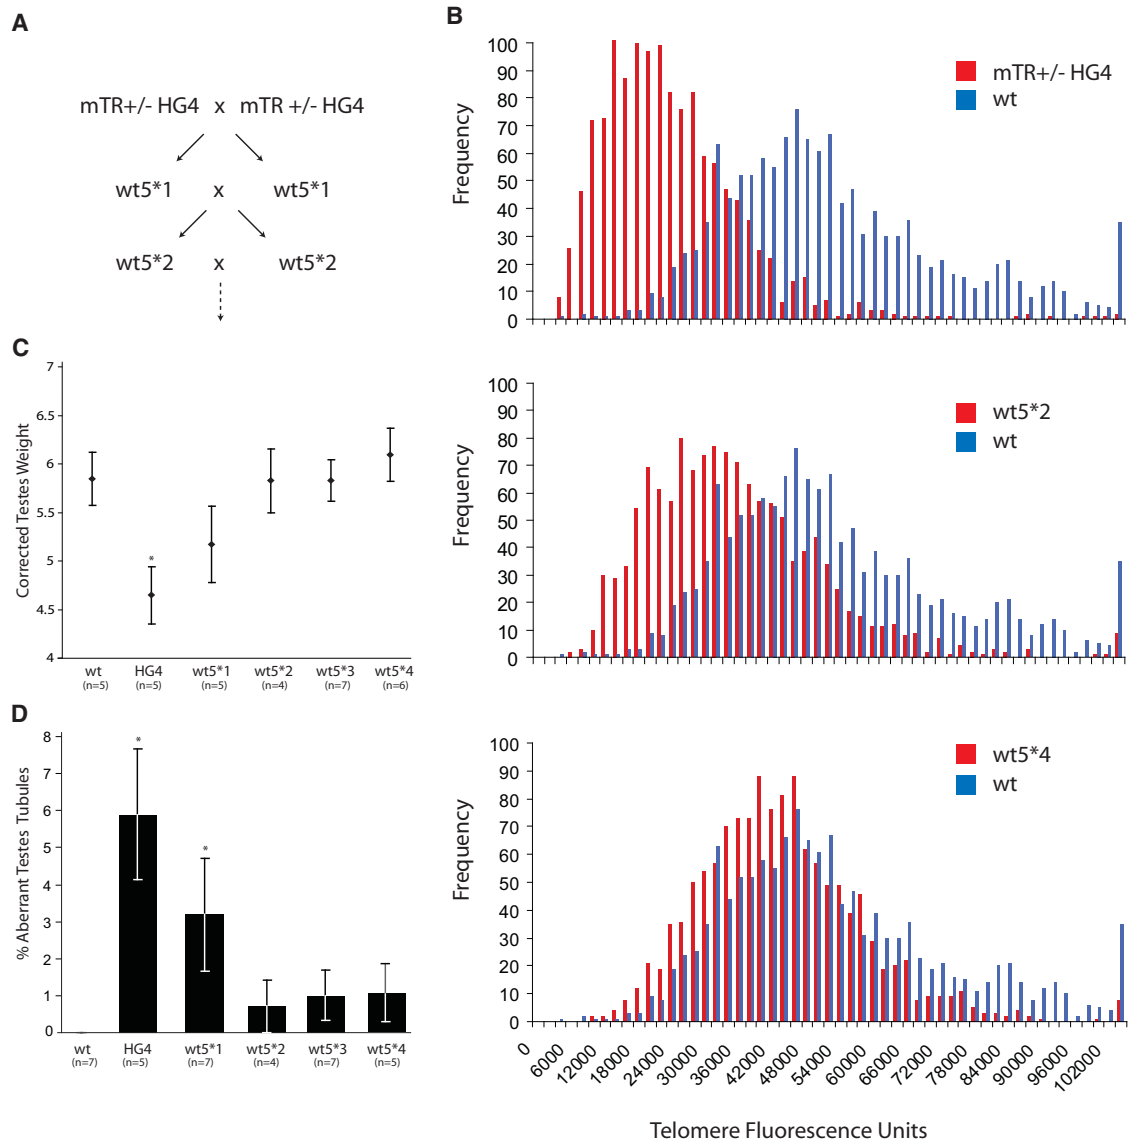 A
mTR+/- HG4 x mTR +/- HG4
wt5*1 x wt5*1
wt5*2 x wt5*2
B
100
90
80
70
60
50
40
30
20
10
0
Frequency
mTR+/- HG4
wt
100
90
80
70
60
50
40
30
20
10
0
Frequency
wt5*2
wt
100
90
80
70
60
50
40
30
20
10
0
Frequency
wt5*4
wt
0 6000 12000 18000 24000 30000 36000 42000 48000 54000 60000 66000 72000 78000 84000 90000 96000 102000
Telomere Fluorescence Units
C
7
6.5
6
5.5
5
4.5
4
Corrected Testes Weight
*
wt HG4 wt5*1 wt5*2 wt5*3 wt5*4
(n=5) (n=5) (n=5) (n=4) (n=7) (n=6)
D
8
7
6
5
4
3
2
1
0
% Aberrant Testes Tubules
*
*
wt HG4 wt5*1 wt5*2 wt5*3 wt5*4
(n=7) (n=5) (n=7) (n=4) (n=7) (n=5)